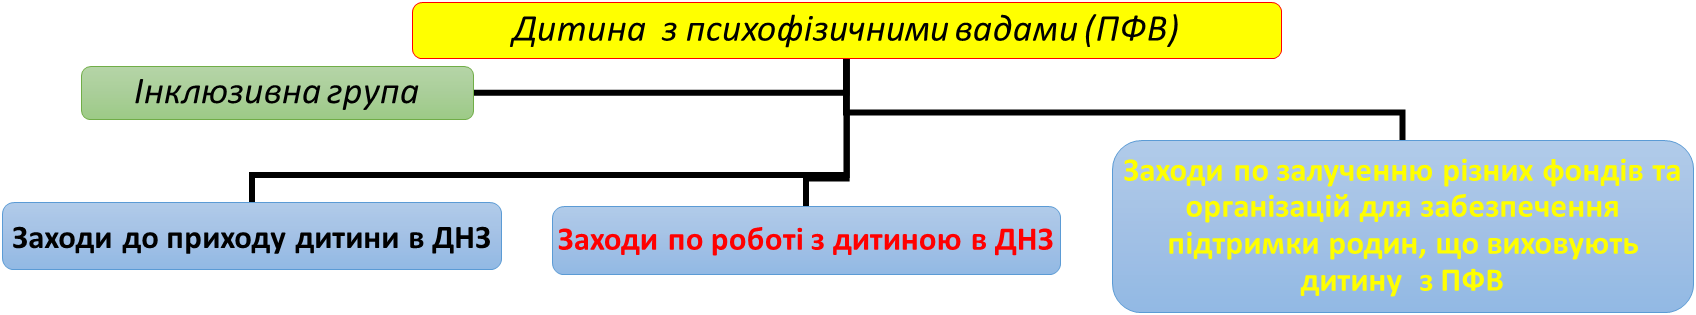 Дитина з психофізичними вадами (ПФВ)
Інклюзивна група
Заходи до приходу дитини в ДНЗ
Заходи по роботі з дитиною в ДНЗ
Заходи по залученню різних фондів та
організацій для забезпечення
підтримки родин, що виховують
дитину з ПФВ